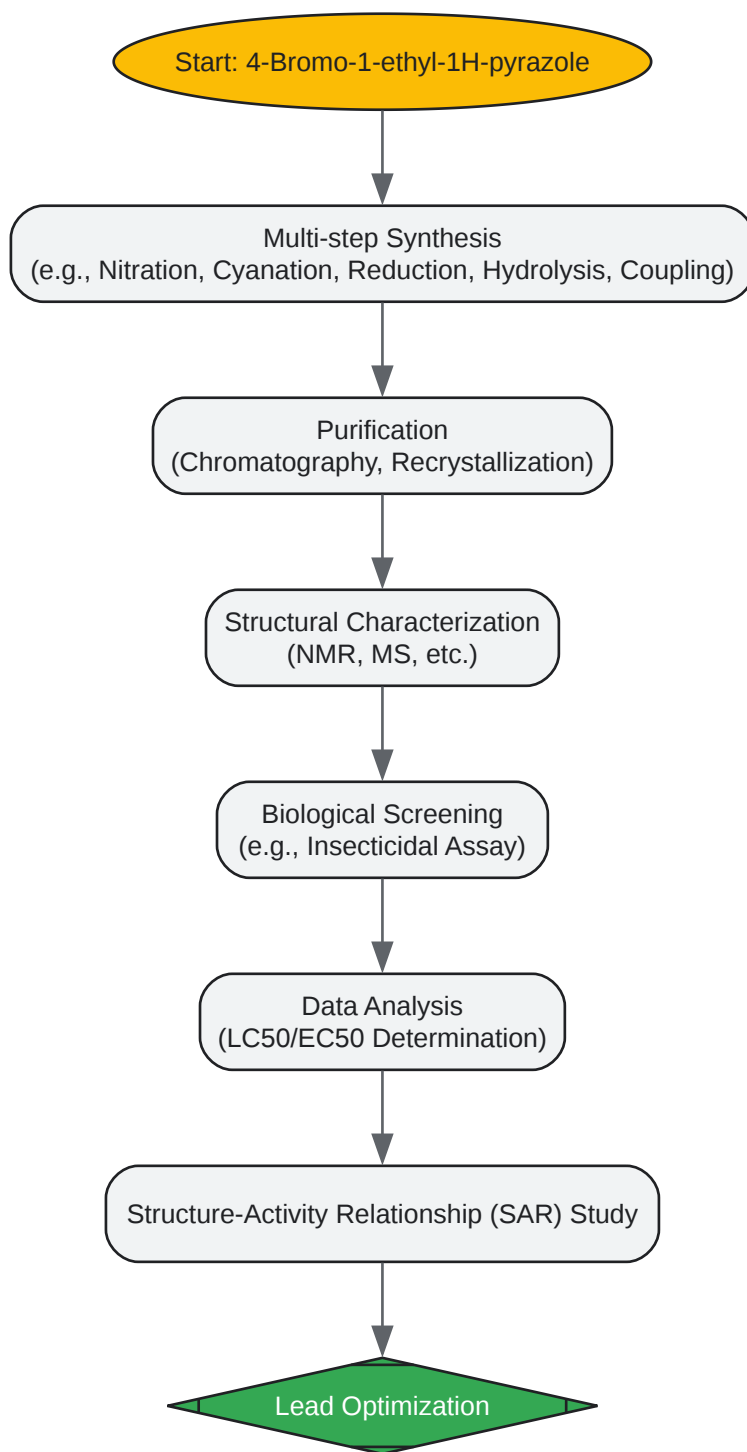 Start: 4-Bromo-1-ethyl-1H-pyrazole
Multi-step Synthesis
(e.g., Nitration, Cyanation, Reduction, Hydrolysis, Coupling)
Purification
(Chromatography, Recrystallization)
Structural Characterization
(NMR, MS, etc.)
Biological Screening
(e.g., Insecticidal Assay)
Data Analysis
(LC50/EC50 Determination)
Structure-Activity Relationship (SAR) Study
Lead Optimization